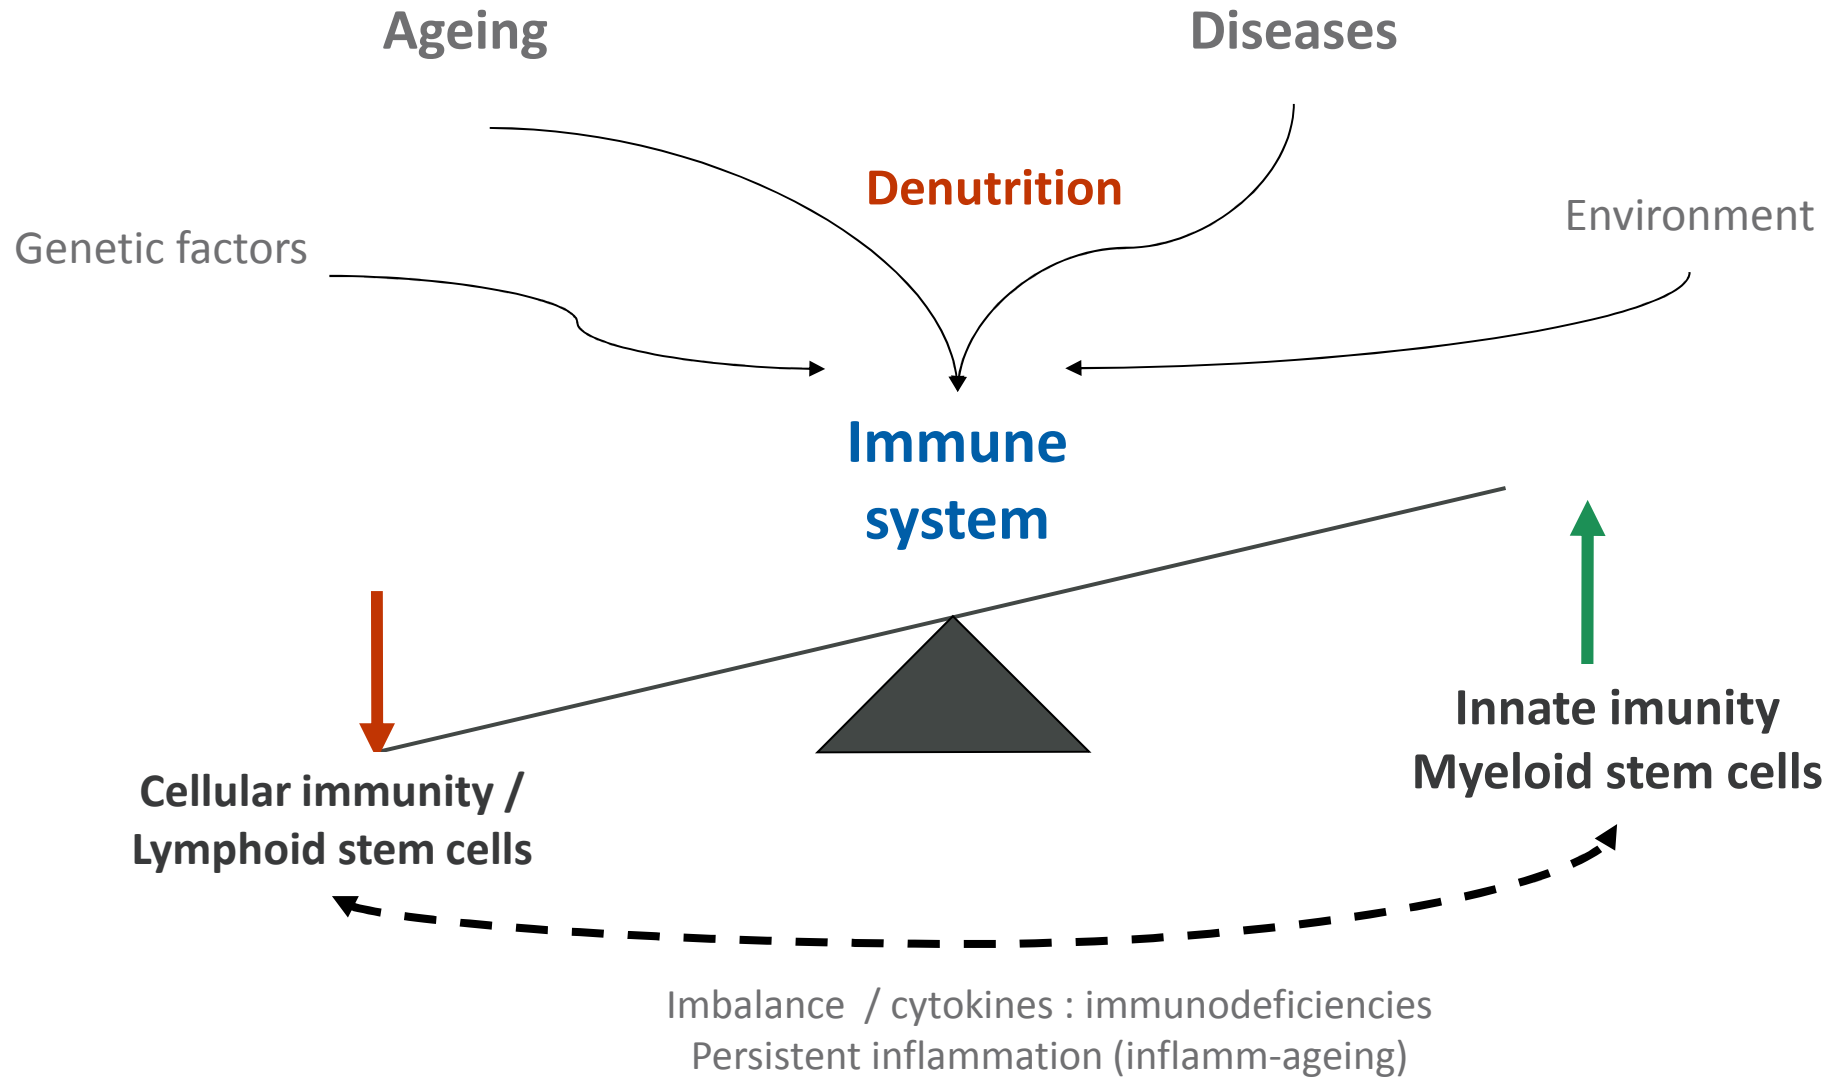 Ageing
Diseases
Denutrition
Environment
Genetic factors
Immune
system
Innate imunity
Myeloid stem cells
Cellular immunity /
Lymphoid stem cells
Imbalance / cytokines : immunodeficiencies
Persistent inflammation (inflamm-ageing)